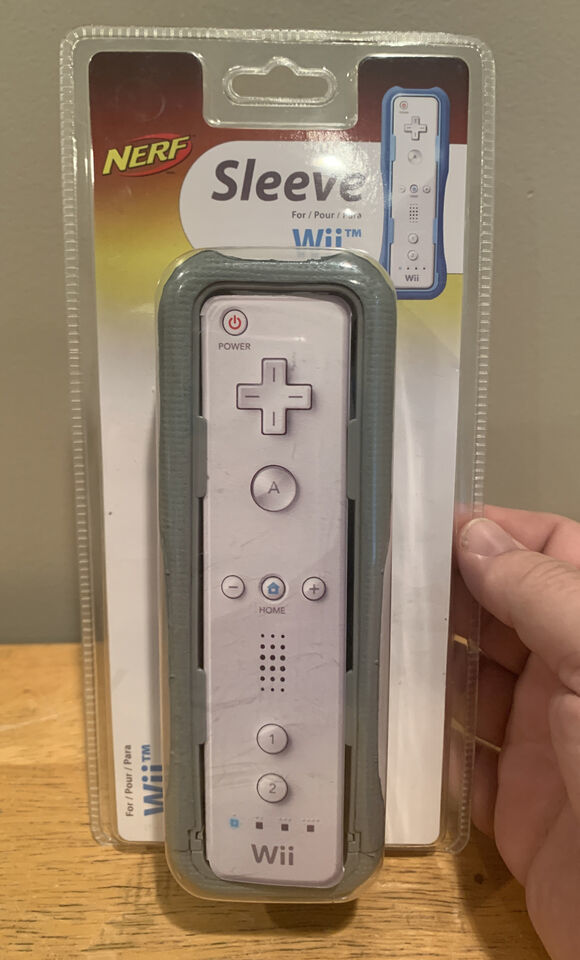 NERF
Sleeve
For / Pour / Para
Wii™
Wii
POWER
A
HOME
1
2
Wii
For / Pour / Para
Wii™